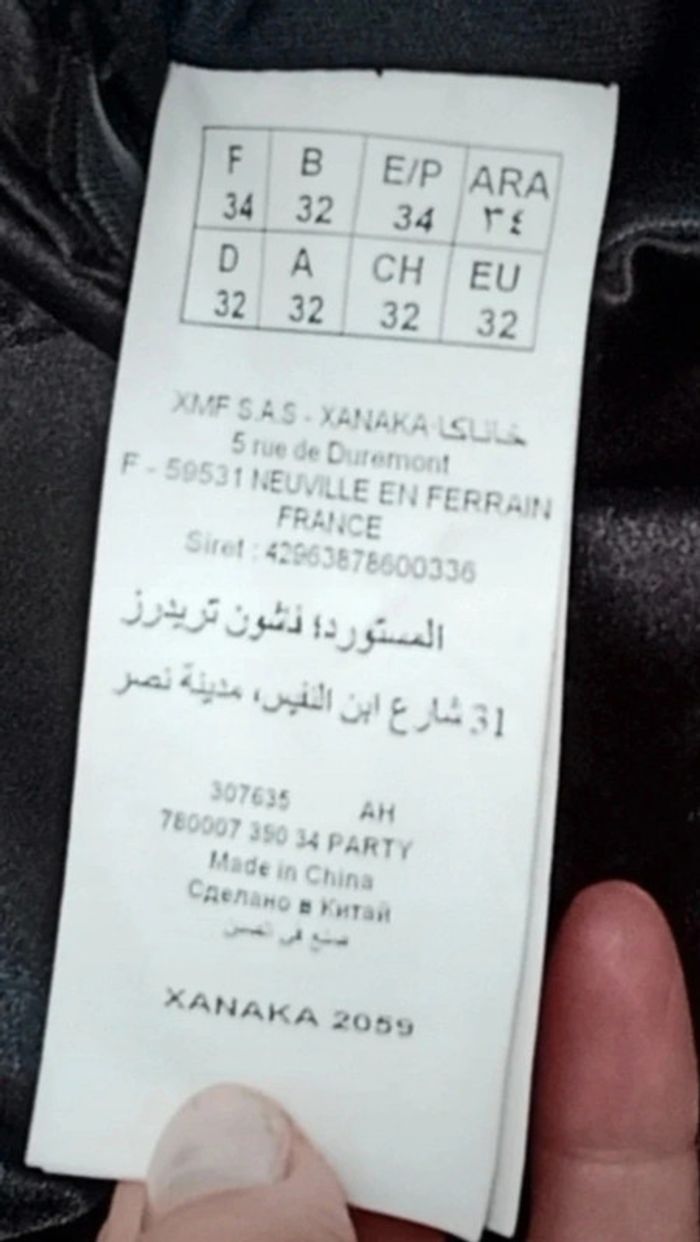 F B E/P ARA
34 32 34 ٣٤
D A CH EU
32 32 32 32
XMF S.A.S - XANAKA-خاناكا
5 rue de Duremont
F - 59531 NEUVILLE EN FERRAIN
FRANCE
Siret : 42963878600336
المستورد؛ فاشون تريدرز
31 شارع ابن النفيس، مدينة نصر
307635 AH
780007 390 34 PARTY
Made in China
Сделано в Китай
صنع في الصين
XANAKA 2059